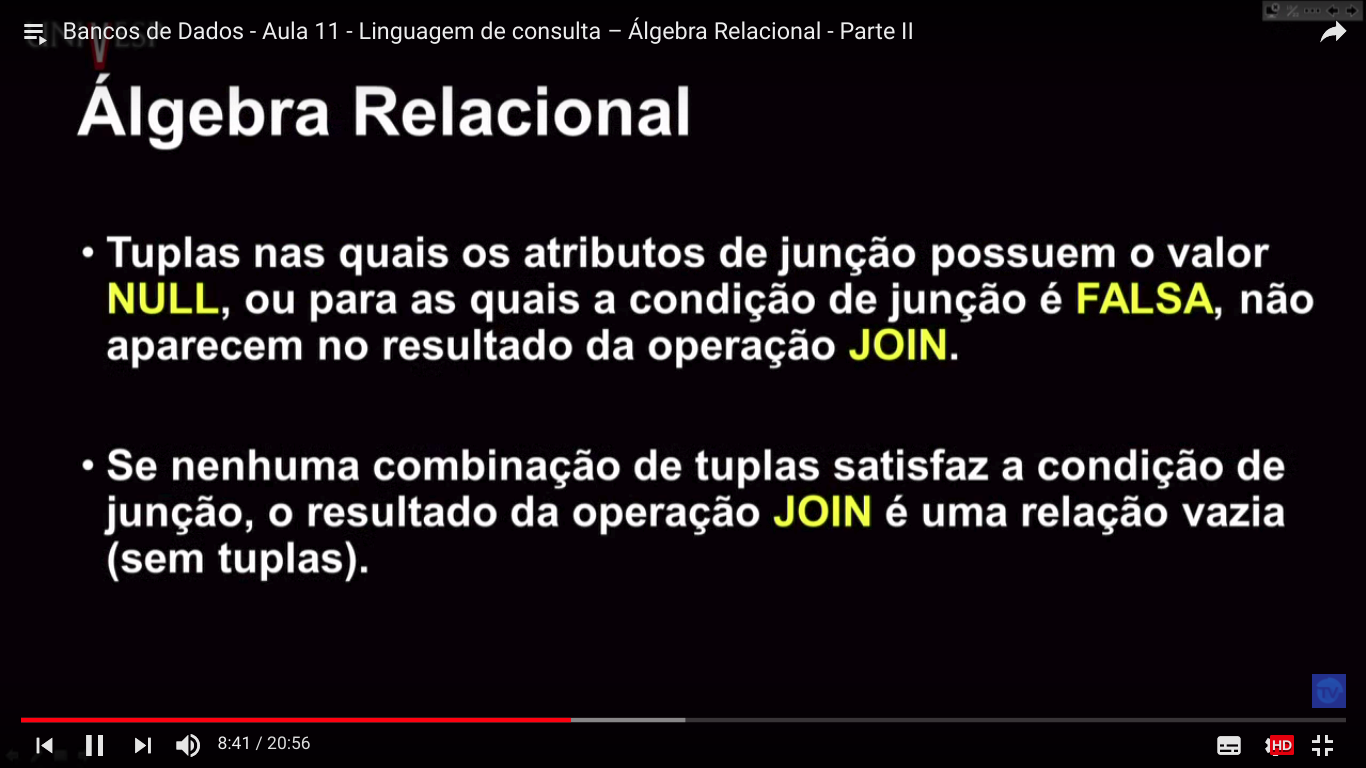 Bancos de Dados - Aula 11 - Linguagem de consulta – Álgebra Relacional - Parte II
Álgebra Relacional
• Tuplas nas quais os atributos de junção possuem o valor
NULL, ou para as quais a condição de junção é FALSA, não
aparecem no resultado da operação JOIN.
• Se nenhuma combinação de tuplas satisfaz a condição de
junção, o resultado da operação JOIN é uma relação vazia
(sem tuplas).
TV
8:41 / 20:56
HD